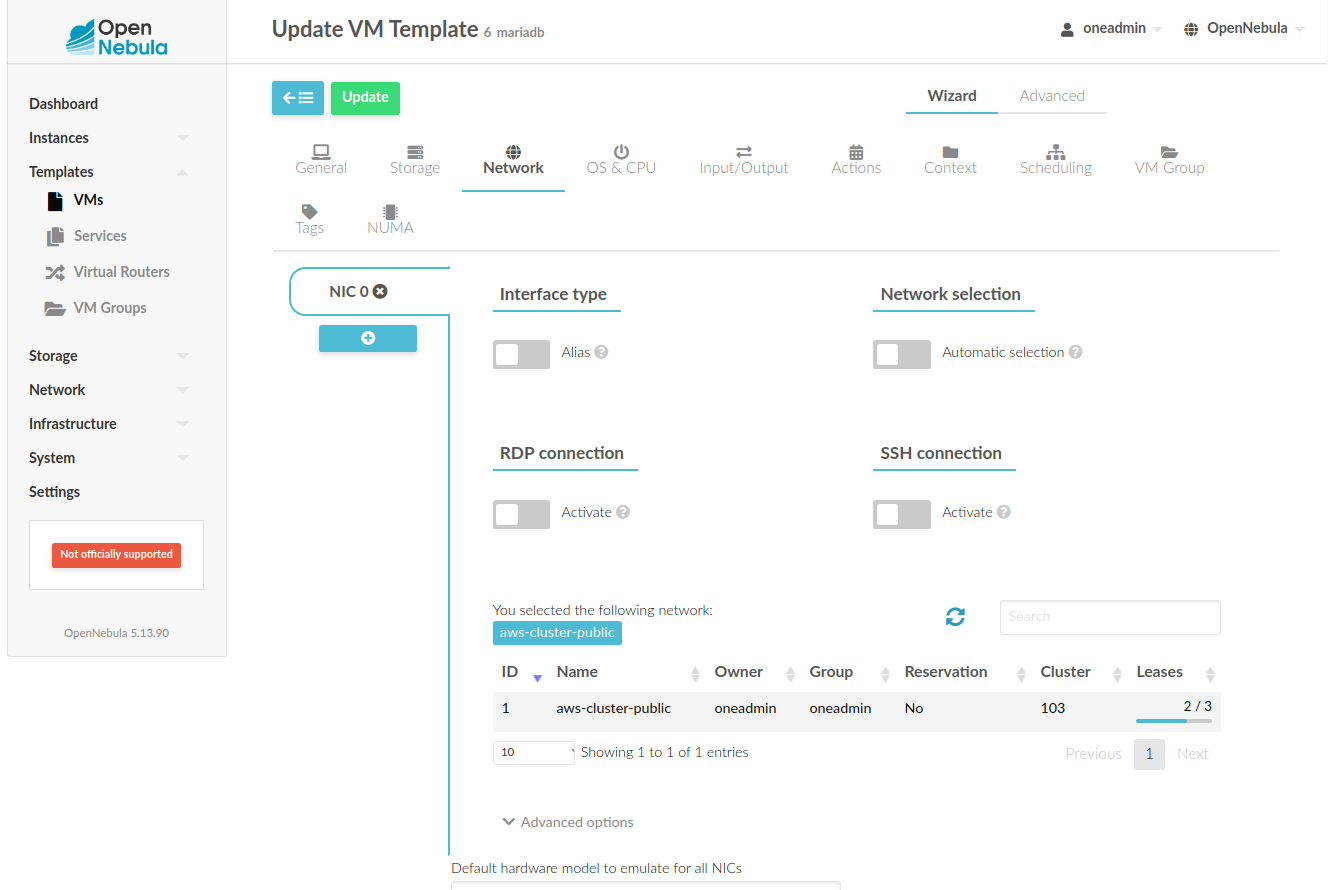 Open
Nebula
Update VM Template 6 mariadb
oneadmin
OpenNebula
Dashboard
Instances
Templates
VMs
Services
Virtual Routers
VM Groups
Storage
Network
Infrastructure
System
Settings
Not officially supported
OpenNebula 5.13.90
Update
Wizard Advanced
General Storage Network OS & CPU Input/Output Actions Context Scheduling VM Group
Tags NUMA
NIC 0
Interface type
Alias
Network selection
Automatic selection
RDP connection
Activate
SSH connection
Activate
You selected the following network:
aws-cluster-public
Search
ID Name Owner Group Reservation Cluster Leases
1 aws-cluster-public oneadmin oneadmin No 103 2 / 3
10 Showing 1 to 1 of 1 entries Previous 1 Next
Advanced options
Default hardware model to emulate for all NICs